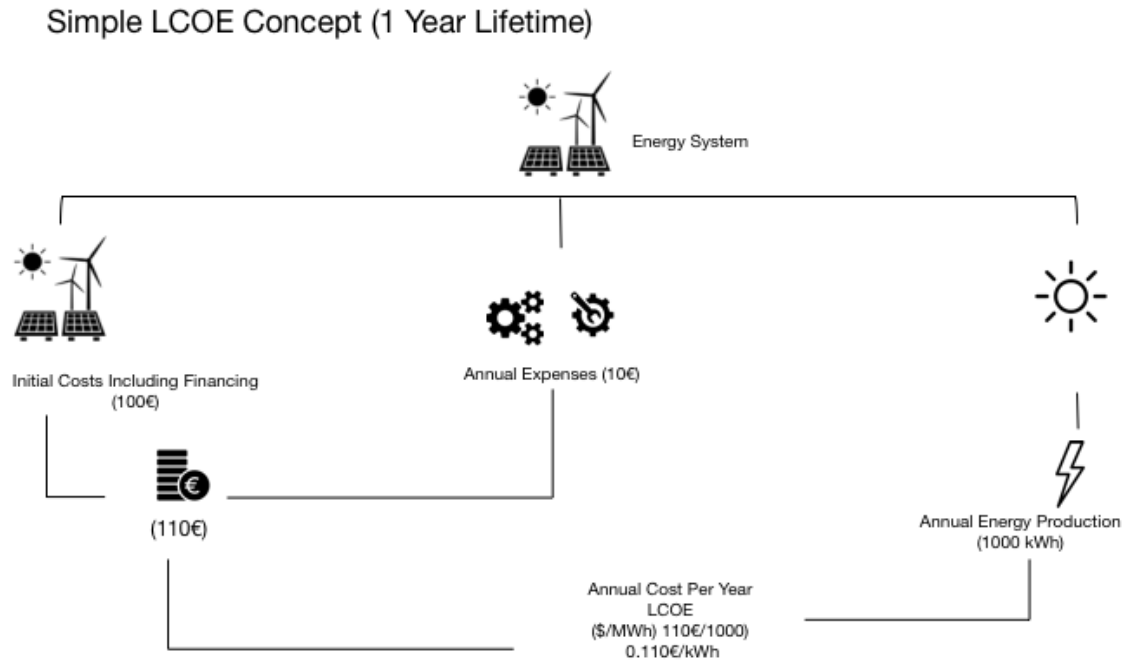 Simple LCOE Concept (1 Year Lifetime)
Energy System
Initial Costs Including Financing
(100€)
Annual Expenses (10€)
€
(110€)
Annual Energy Production
(1000 kWh)
Annual Cost Per Year
LCOE
($/MWh) 110€/1000)
0.110€/kWh